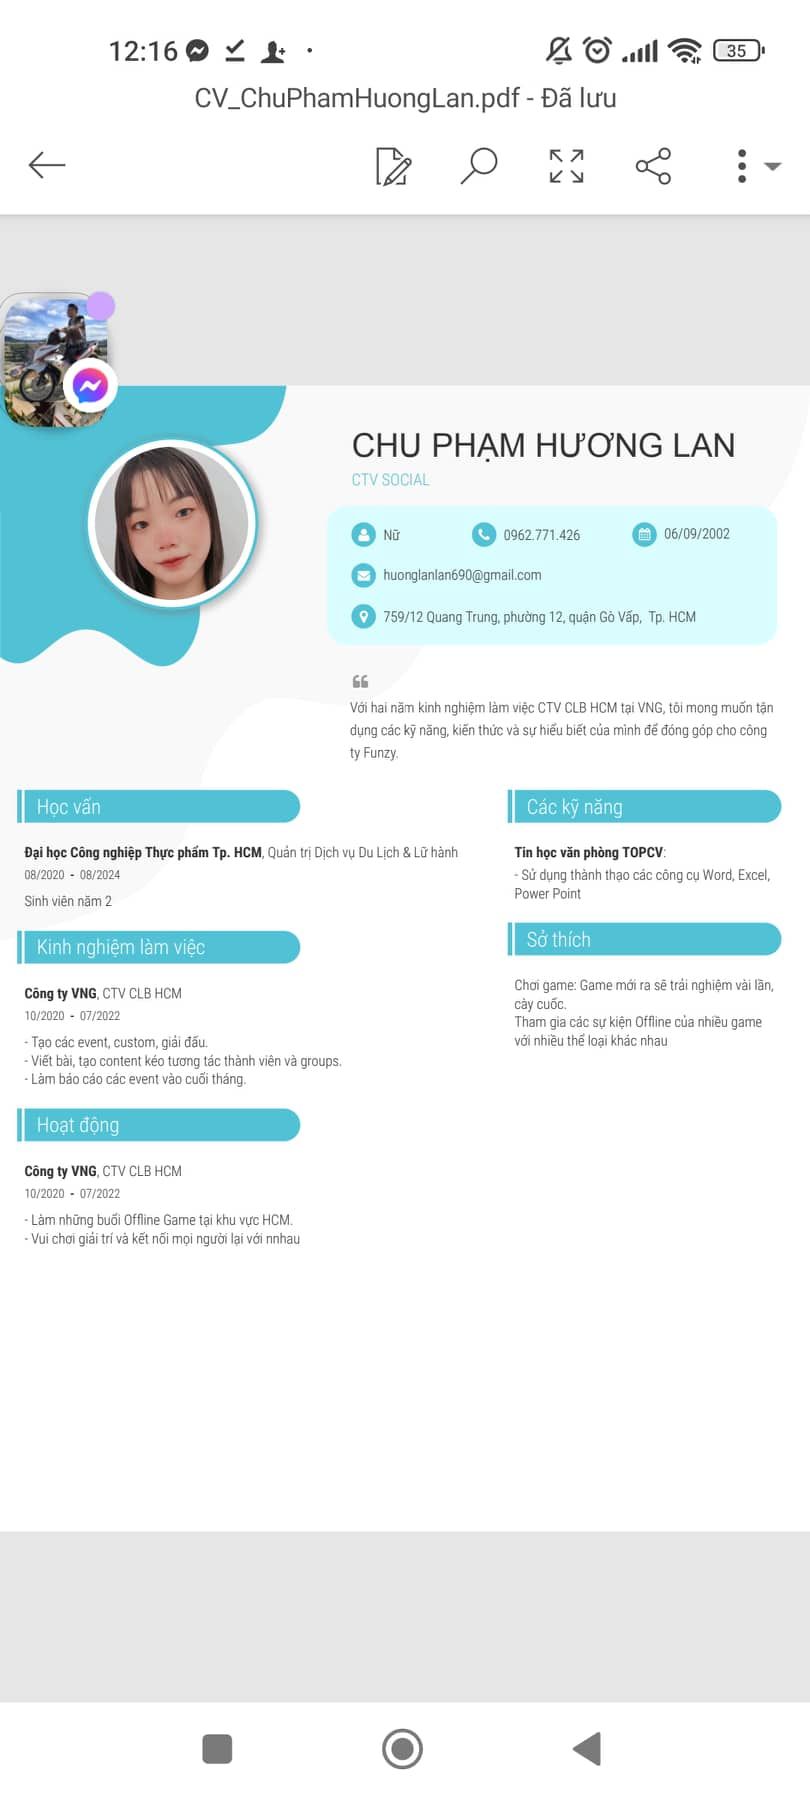 12:16
35
CV_ChuPhamHuongLan.pdf - Đã lưu
CHU PHẠM HƯƠNG LAN
CTV SOCIAL
Nữ
0962.771.426
06/09/2002
huonglanlan690@gmail.com
759/12 Quang Trung, phường 12, quận Gò Vấp, Tp. HCM
“
Với hai năm kinh nghiệm làm việc CTV CLB HCM tại VNG, tôi mong muốn tận
dụng các kỹ năng, kiến thức và sự hiểu biết của mình để đóng góp cho công
ty Funzy.
Học vấn
Đại học Công nghiệp Thực phẩm Tp. HCM, Quản trị Dịch vụ Du Lịch & Lữ hành
08/2020 - 08/2024
Sinh viên năm 2
Kinh nghiệm làm việc
Công ty VNG, CTV CLB HCM
10/2020 - 07/2022
- Tạo các event, custom, giải đấu.
- Viết bài, tạo content kéo tương tác thành viên và groups.
- Làm báo cáo các event vào cuối tháng.
Hoạt động
Công ty VNG, CTV CLB HCM
10/2020 - 07/2022
- Làm những buổi Offline Game tại khu vực HCM.
- Vui chơi giải trí và kết nối mọi người lại với nnhau
Các kỹ năng
Tin học văn phòng TOPCV:
- Sử dụng thành thạo các công cụ Word, Excel,
Power Point
Sở thích
Chơi game: Game mới ra sẽ trải nghiệm vài lần,
cày cuốc.
Tham gia các sự kiện Offline của nhiều game
với nhiều thể loại khác nhau